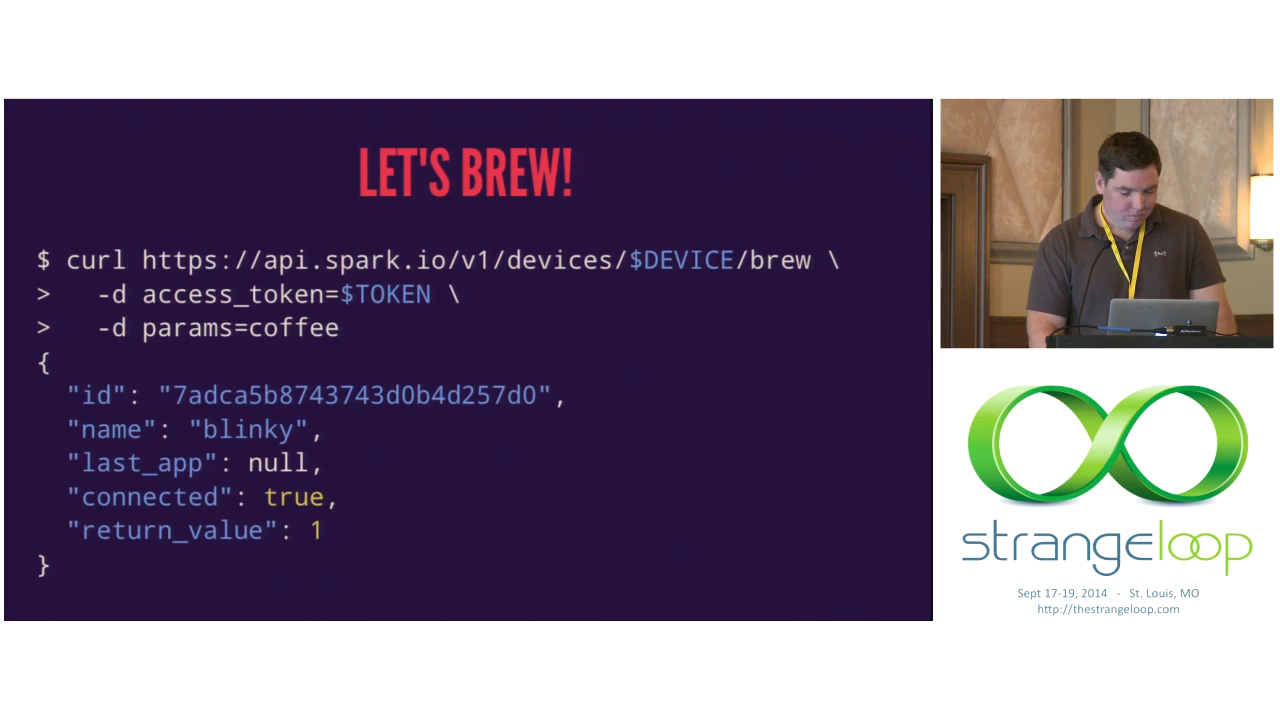 LET'S BREW!
$ curl https://api.spark.io/v1/devices/$DEVICE/brew \
>   -d access_token=$TOKEN \
>   -d params=coffee
{
  "id": "7adca5b8743743d0b4d257d0",
  "name": "blinky",
  "last_app": null,
  "connected": true,
  "return_value": 1
}
strangeloop
Sept 17-19, 2014 - St. Louis, MO
http://thestrangeloop.com